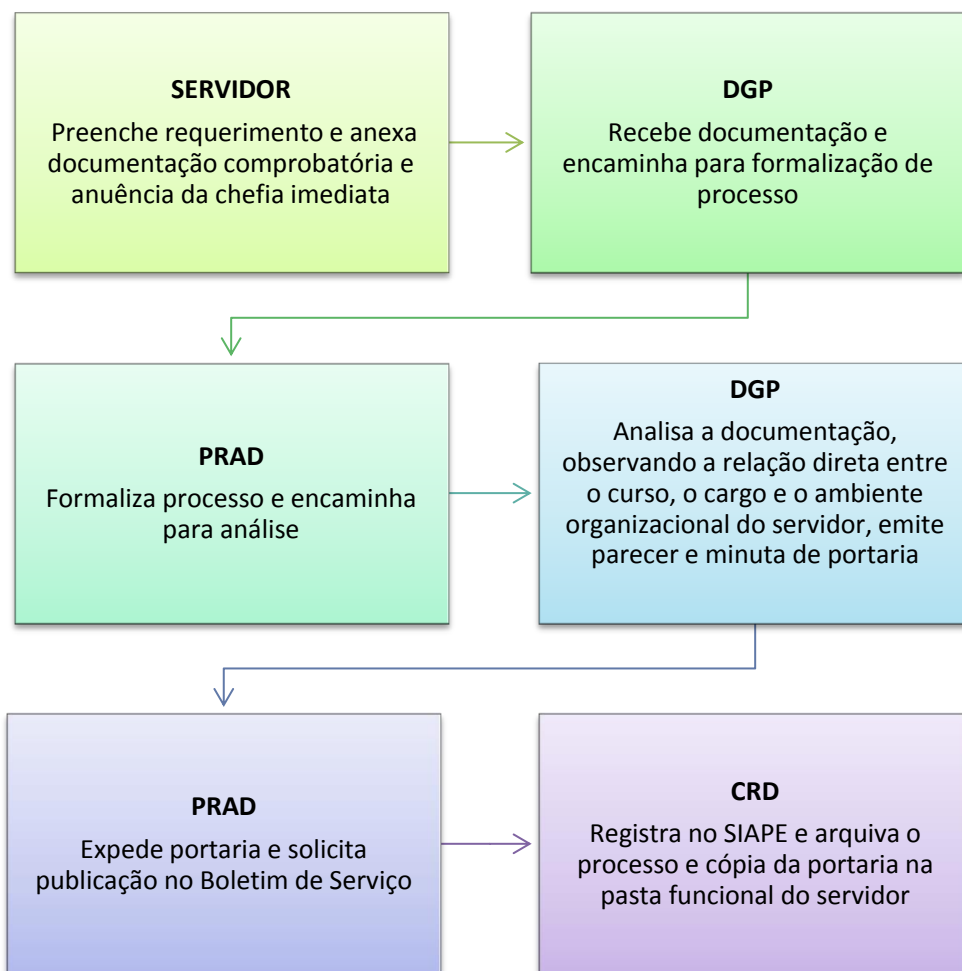 SERVIDOR
Preenche requerimento e anexa
documentação comprobatória e
anuência da chefia imediata
DGP
Recebe documentação e
encaminha para formalização de
processo
PRAD
Formaliza processo e encaminha
para análise
DGP
Analisa a documentação,
observando a relação direta entre
o curso, o cargo e o ambiente
organizacional do servidor, emite
parecer e minuta de portaria
PRAD
Expede portaria e solicita
publicação no Boletim de Serviço
CRD
Registra no SIAPE e arquiva o
processo e cópia da portaria na
pasta funcional do servidor